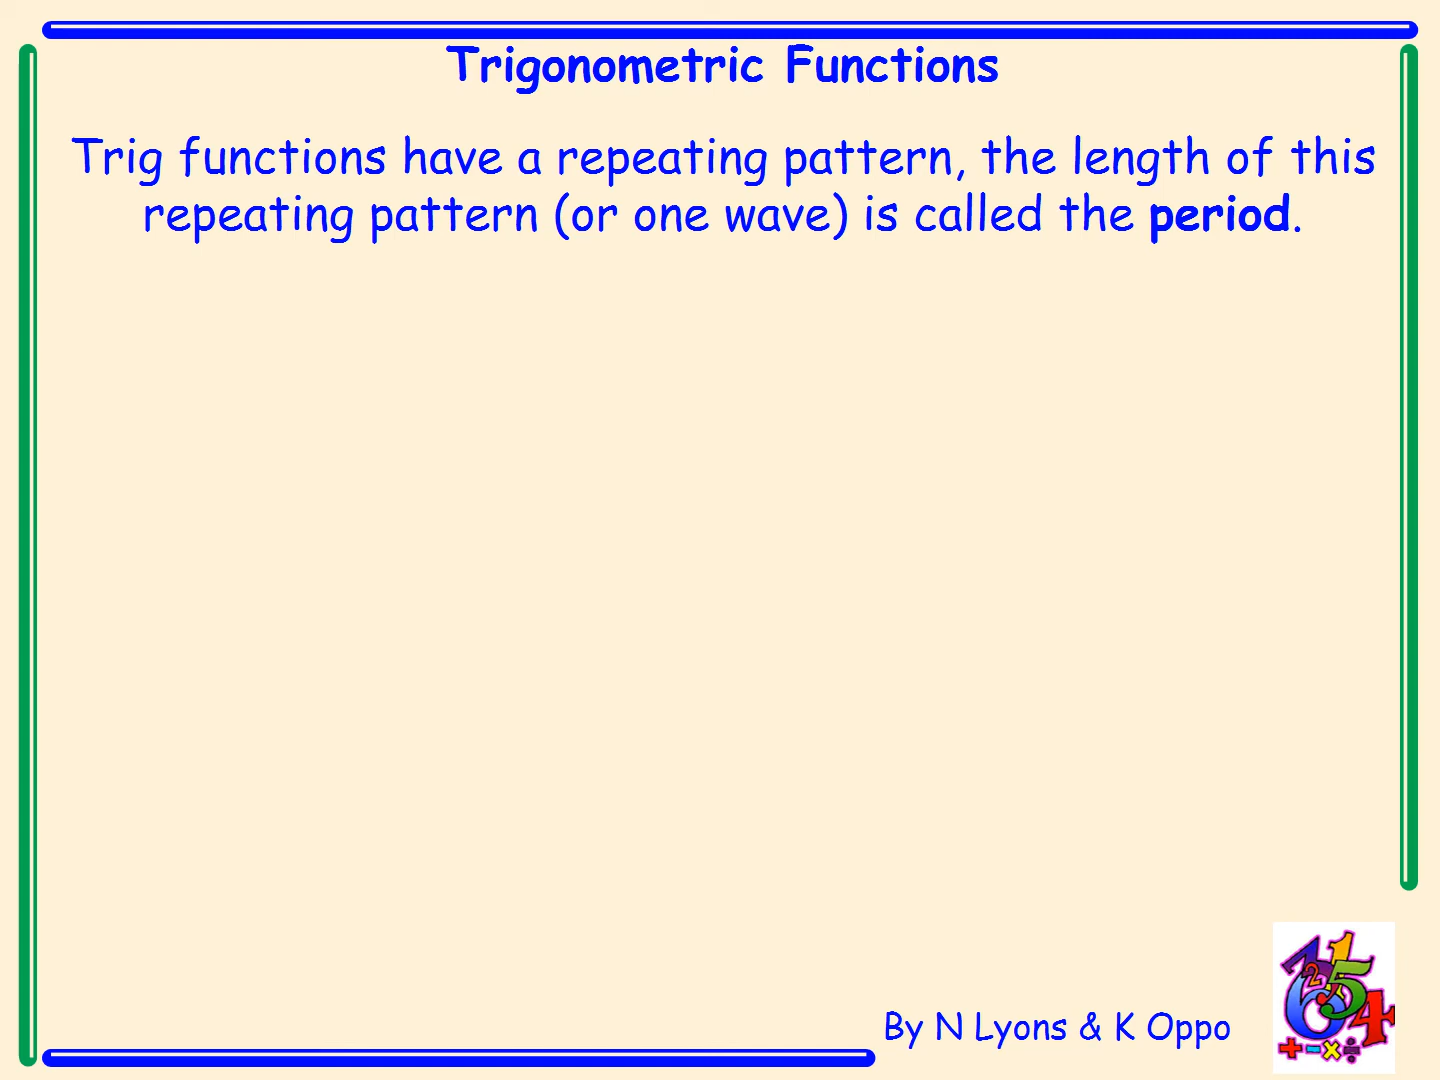 Trigonometric Functions
Trig functions have a repeating pattern, the length of this
repeating pattern (or one wave) is called the period.
By N Lyons & K Oppo